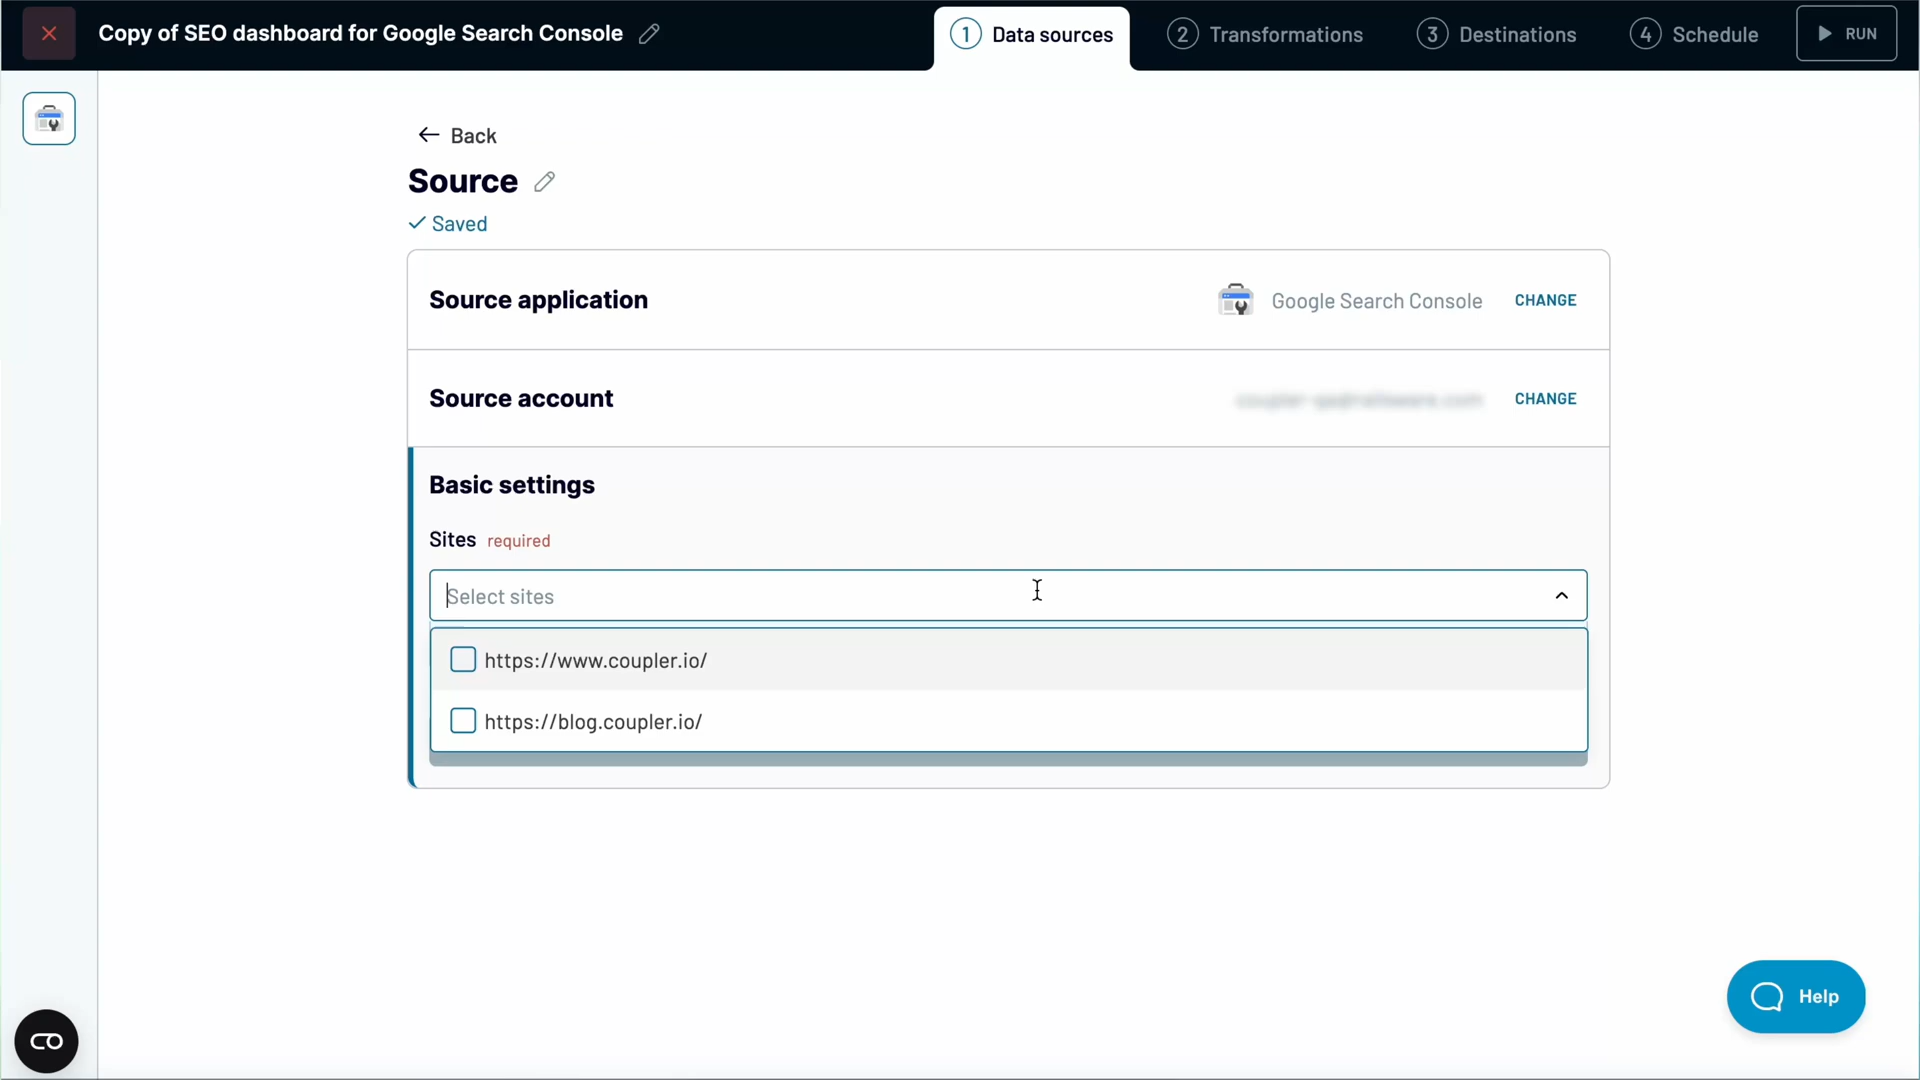 Copy of SEO dashboard for Google Search Console
1 Data sources
2 Transformations
3 Destinations
4 Schedule
RUN
Back
Source
Saved
Source application
Google Search Console
CHANGE
Source account
CHANGE
Basic settings
Sites required
Select sites
https://www.coupler.io/
https://blog.coupler.io/
Help